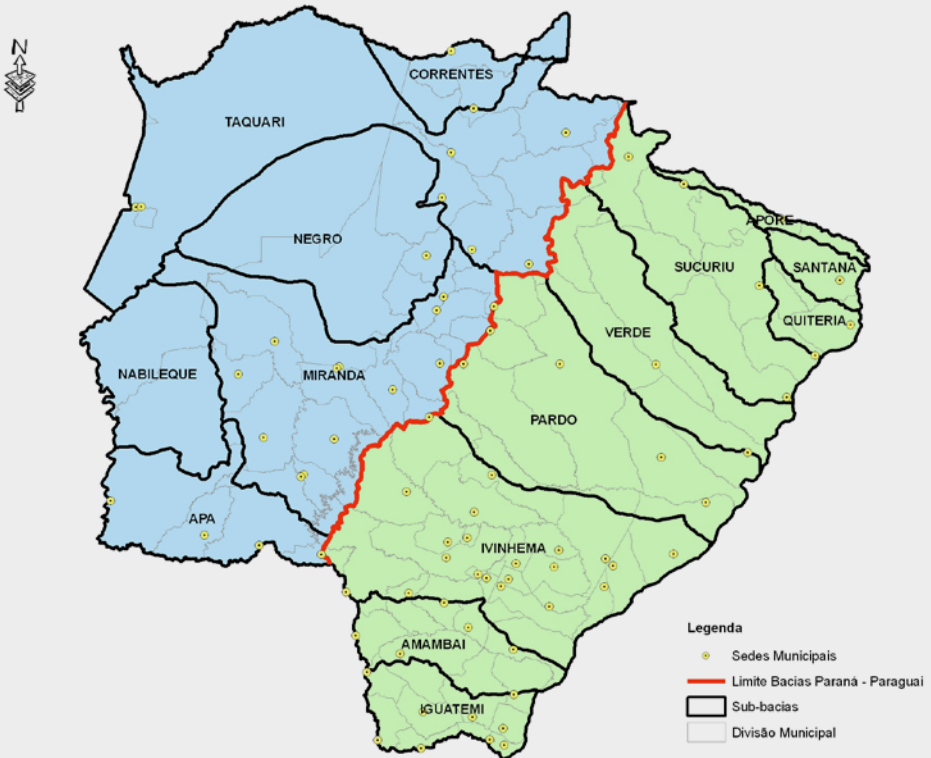 N
CORRENTES
TAQUARI
APORE
NEGRO
SUCURIU
SANTANA
QUITERIA
VERDE
NABILEQUE
MIRANDA
PARDO
APA
IVINHEMA
AMAMBAI
IGUATEMI
Legenda
Sedes Municipais
Limite Bacias Paraná - Paraguai
Sub-bacias
Divisão Municipal